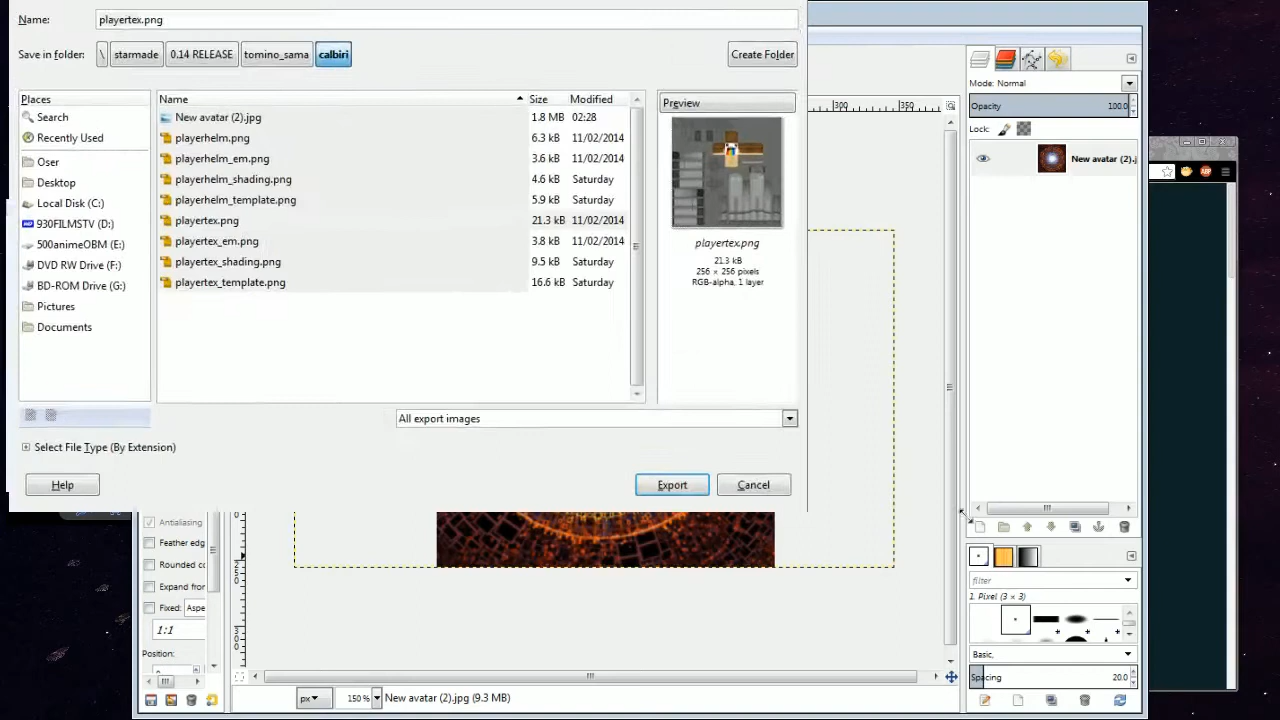 Name: playertex.png
Save in folder: \ starmade 0.14 RELEASE tomino_sama calbiri Create Folder
Places
Search
Recently Used
Oser
Desktop
Local Disk (C:)
930FILMSTV (D:)
500animeOBM (E:)
DVD RW Drive (F:)
BD-ROM Drive (G:)
Pictures
Documents
Name Size Modified
New avatar (2).jpg 1.8 MB 02:28
playerhelm.png 6.3 kB 11/02/2014
playerhelm_em.png 3.6 kB 11/02/2014
playerhelm_shading.png 4.6 kB Saturday
playerhelm_template.png 5.9 kB Saturday
playertex.png 21.3 kB 11/02/2014
playertex_em.png 3.8 kB 11/02/2014
playertex_shading.png 9.5 kB Saturday
playertex_template.png 16.6 kB Saturday
Preview
playertex.png
21.3 kB
256 × 256 pixels
RGB-alpha, 1 layer
All export images
Select File Type (By Extension)
Help Export Cancel
300 350
Mode: Normal
Opacity 100.0
Lock:
New avatar (2).j
Antialiasing
Feather edg
Rounded co
Expand fror
Fixed: Aspe
1:1
Position:
250
300
px 150 % New avatar (2).jpg (9.3 MB)
filter
1. Pixel (3 × 3)
Basic,
Spacing 20.0
ABP